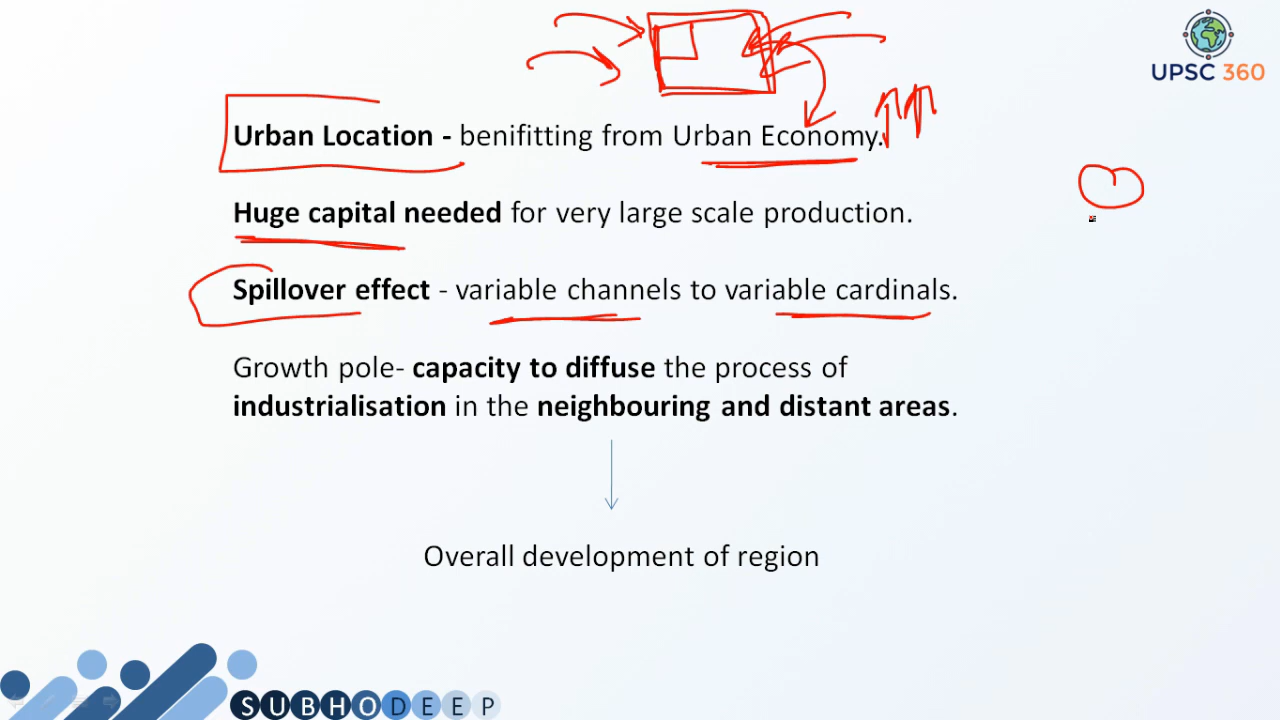 UPSC 360
Urban Location - benifitting from Urban Economy.
Huge capital needed for very large scale production.
Spillover effect - variable channels to variable cardinals.
Growth pole- capacity to diffuse the process of
industrialisation in the neighbouring and distant areas.
Overall development of region
SUBHODEEP